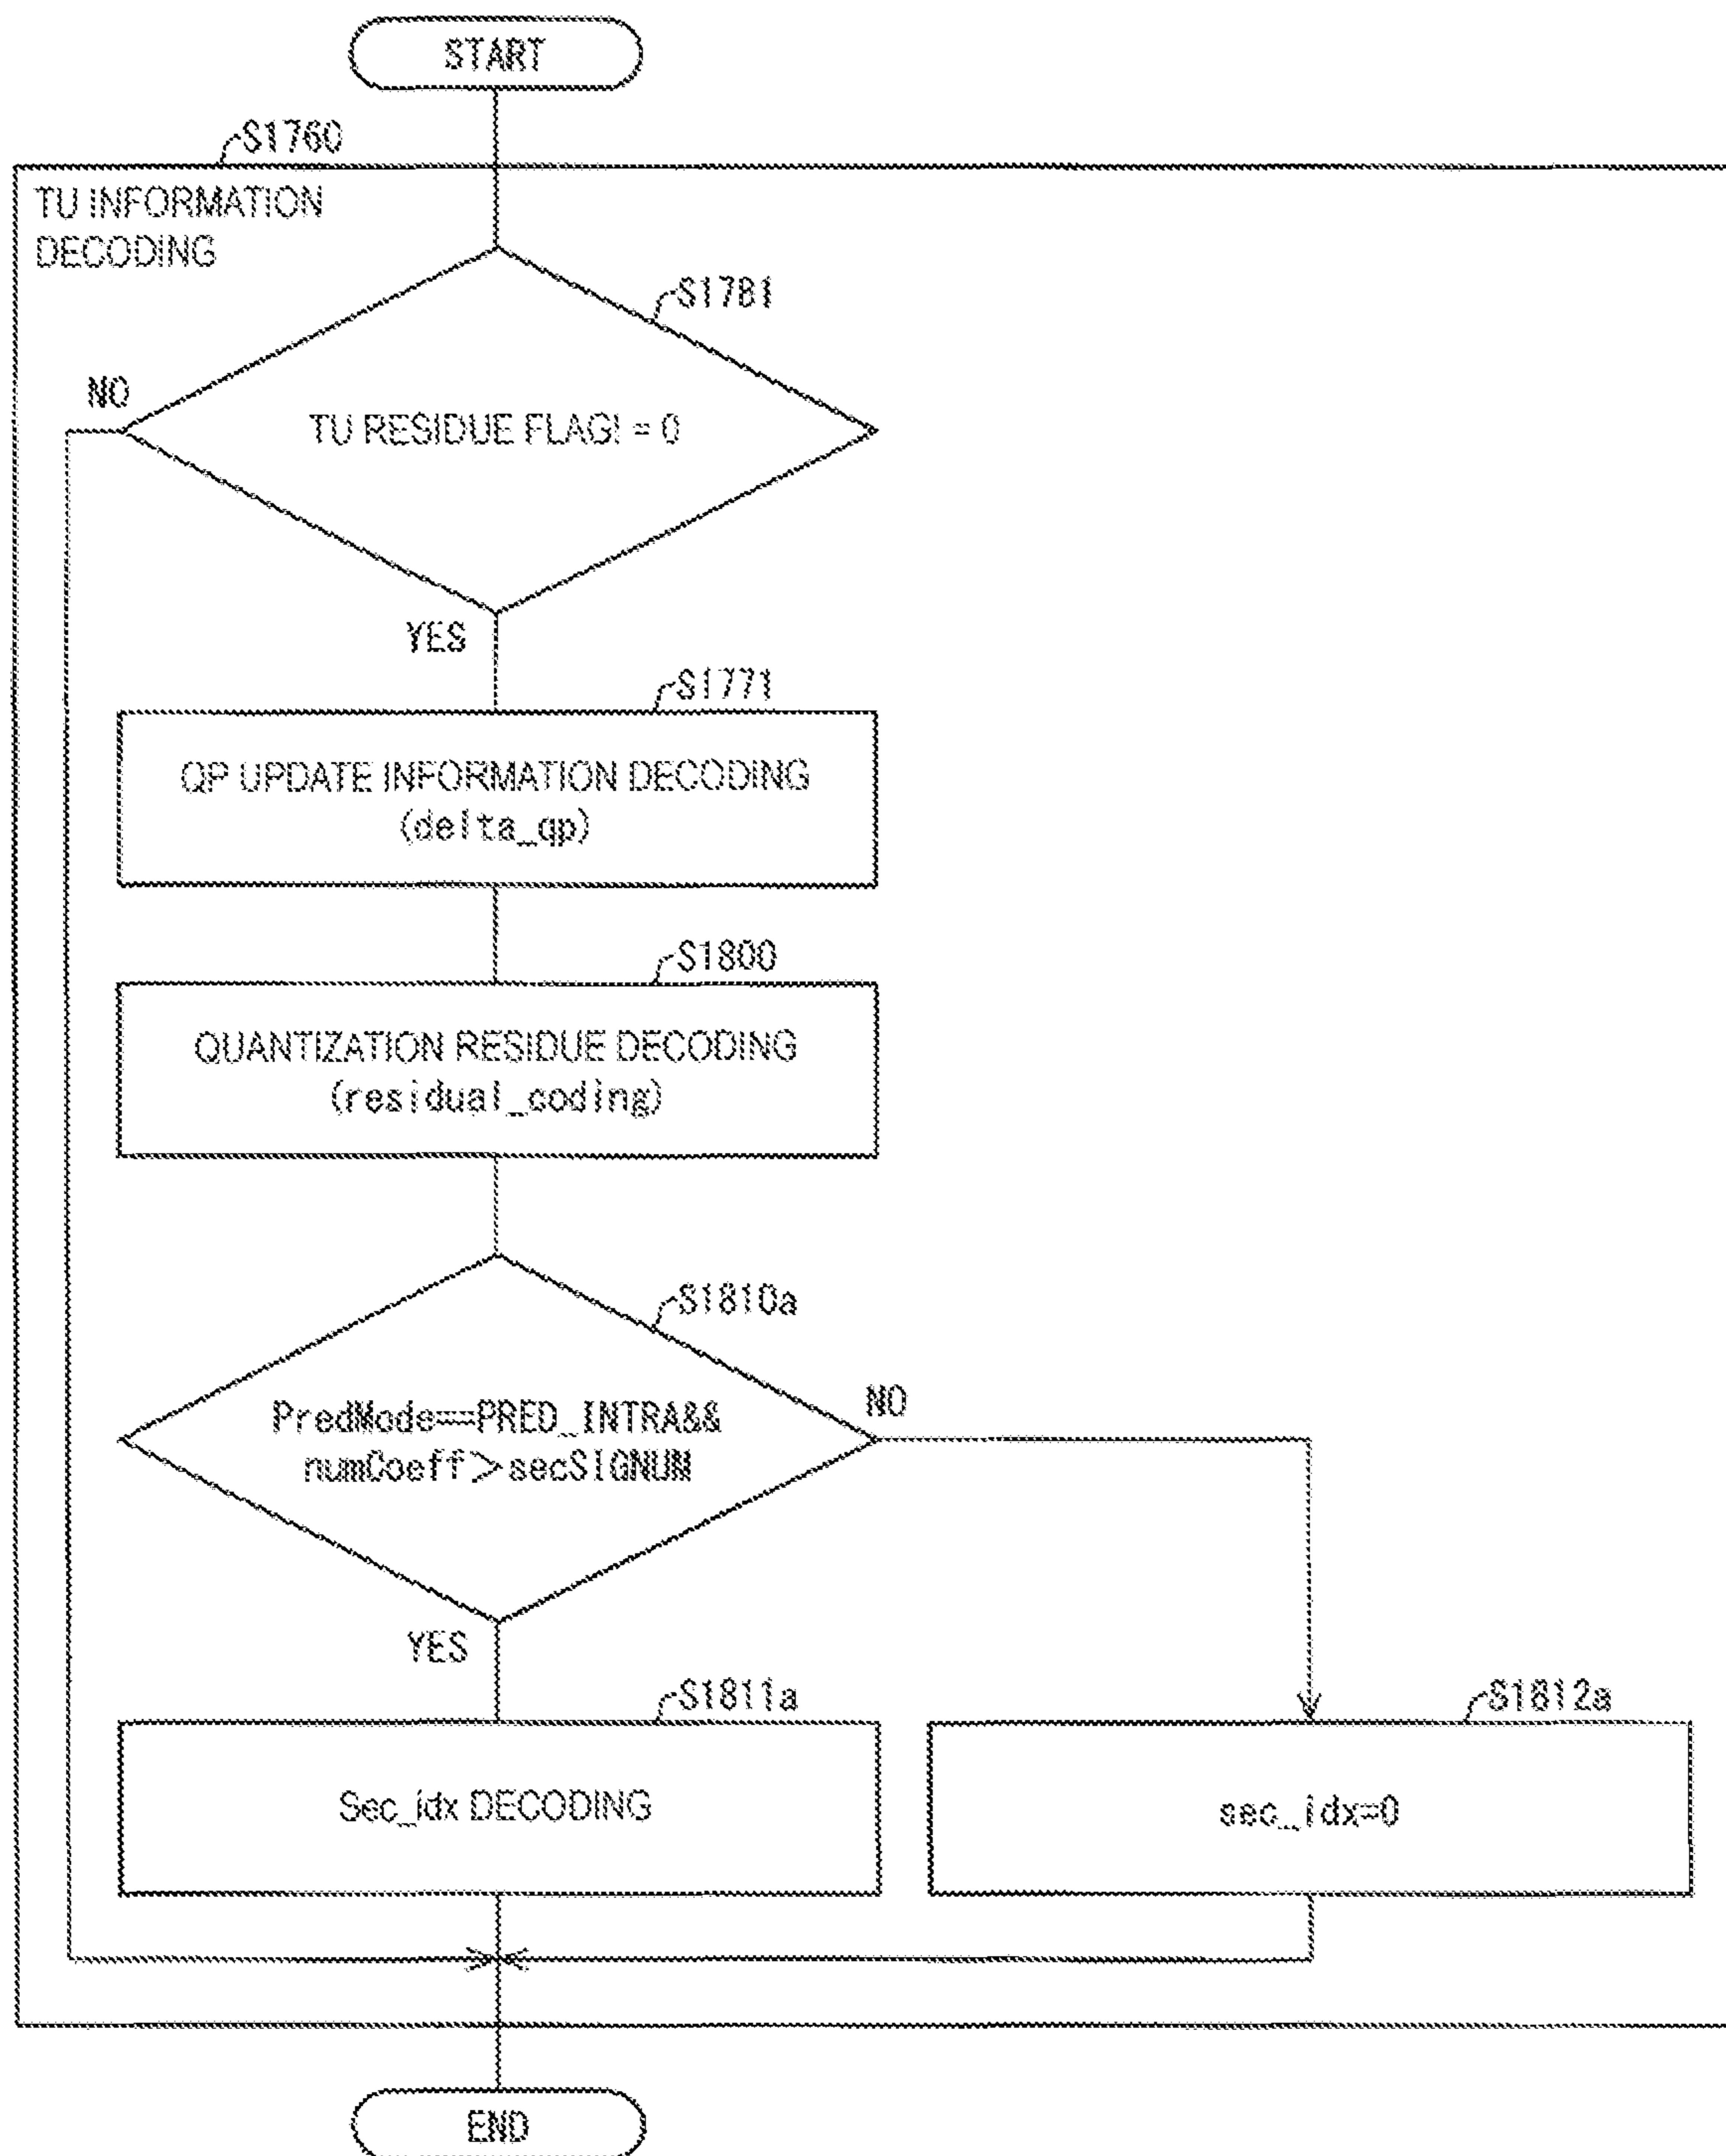 START
S1760
TU INFORMATION
DECODING
S1781
NO
TU RESIDUE FLAG! = 0
YES
S1771
QP UPDATE INFORMATION DECODING
(delta_qp)
S1800
QUANTIZATION RESIDUE DECODING
(residual_coding)
S1810a
PredMode==PRED_INTRA&&
numCoeff>secSIGNUM
NO
YES
S1811a
Sec_idx DECODING
S1812a
sec_idx=0
END